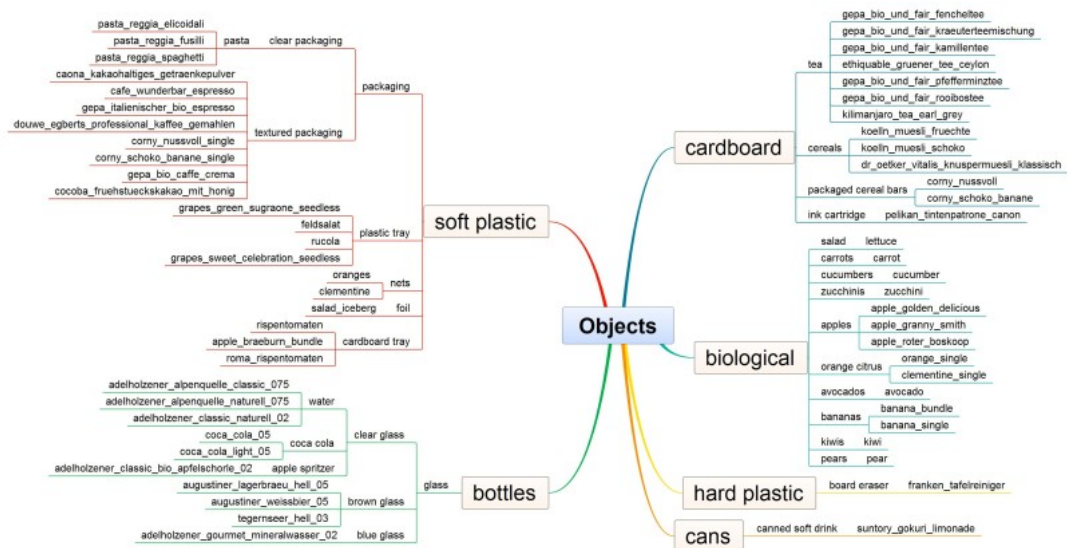 Objects
soft plastic
packaging
clear packaging
pasta
pasta_reggia_elicoidali
pasta_reggia_fusilli
pasta_reggia_spaghetti
textured packaging
caona_kakaohaltiges_getraenkepulver
cafe_wunderbar_espresso
gepa_italienischer_bio_espresso
douwe_egberts_professional_kaffee_gemahlen
corny_nussvoll_single
corny_schoko_banane_single
gepa_bio_caffe_crema
cocoba_fruehstueckskakao_mit_honig
plastic tray
grapes_green_sugraone_seedless
feldsalat
rucola
grapes_sweet_celebration_seedless
nets
oranges
clementine
foil
salad_iceberg
cardboard tray
rispentomaten
apple_braeburn_bundle
roma_rispentomaten
bottles
glass
clear glass
water
adelholzener_alpenquelle_classic_075
adelholzener_alpenquelle_naturell_075
adelholzener_classic_naturell_02
coca cola
coca_cola_05
coca_cola_light_05
apple spritzer
adelholzener_classic_bio_apfelschorle_02
brown glass
augustiner_lagerbraeu_hell_05
augustiner_weissbier_05
tegernseer_hell_03
blue glass
adelholzener_gourmet_mineralwasser_02
cardboard
tea
gepa_bio_und_fair_fencheltee
gepa_bio_und_fair_kraeuterteemischung
gepa_bio_und_fair_kamillentee
ethiquable_gruener_tee_ceylon
gepa_bio_und_fair_pfefferminztee
gepa_bio_und_fair_rooibostee
kilimanjaro_tea_earl_grey
cereals
koelln_muesli_fruechte
koelln_muesli_schoko
dr_oetker_vitalis_knuspermuesli_klassisch
packaged cereal bars
corny_nussvoll
corny_schoko_banane
ink cartridge
pelikan_tintenpatrone_canon
biological
salad
lettuce
carrots
carrot
cucumbers
cucumber
zucchinis
zucchini
apples
apple_golden_delicious
apple_granny_smith
apple_roter_boskoop
orange citrus
orange_single
clementine_single
avocados
avocado
bananas
banana_bundle
banana_single
kiwis
kiwi
pears
pear
hard plastic
board eraser
franken_tafelreiniger
cans
canned soft drink
suntory_gokuri_limonade